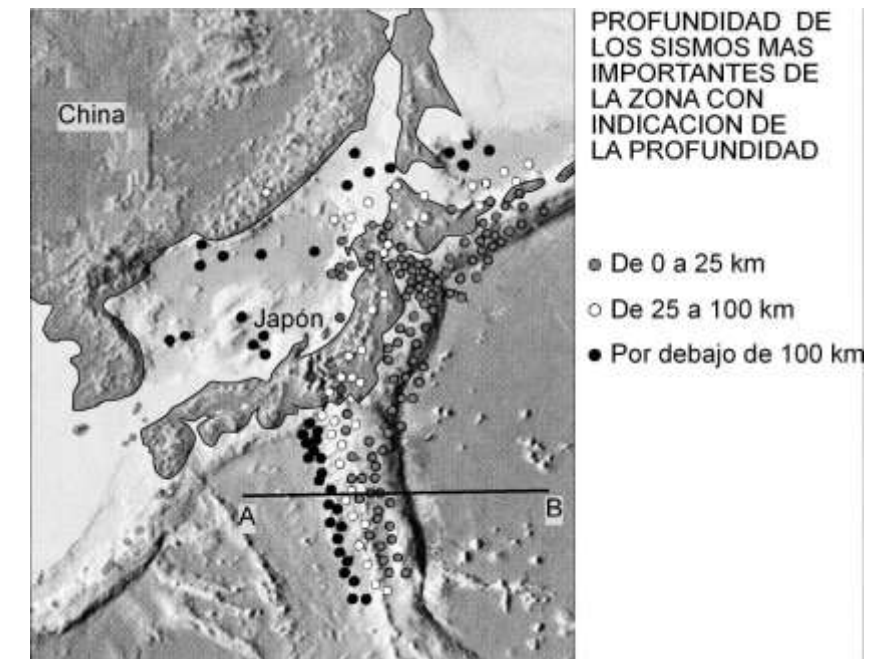 PROFUNDIDAD DE
LOS SISMOS MAS
IMPORTANTES DE
LA ZONA CON
INDICACION DE
LA PROFUNDIDAD
China
De 0 a 25 km
De 25 a 100 km
Japón
Por debajo de 100 km
A
B